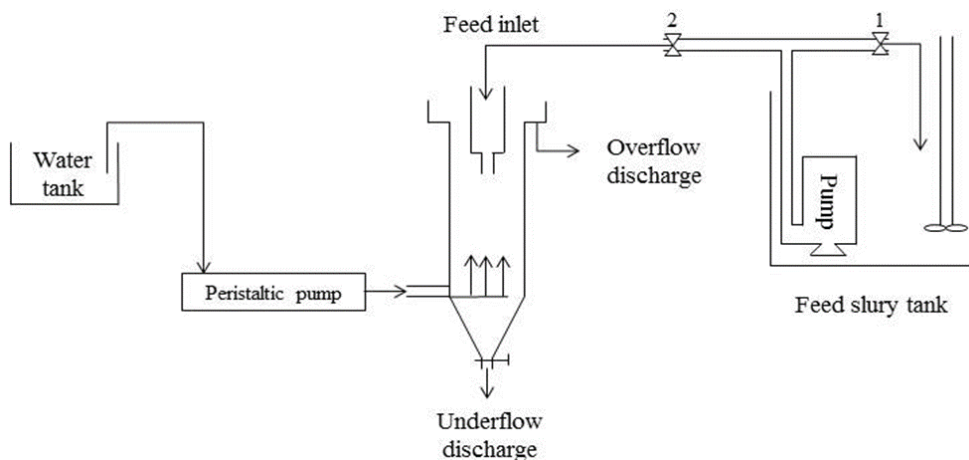 Feed inlet
2
1
Water
tank
Overflow
discharge
Pump
Peristaltic pump
Feed slury tank
Underflow
discharge